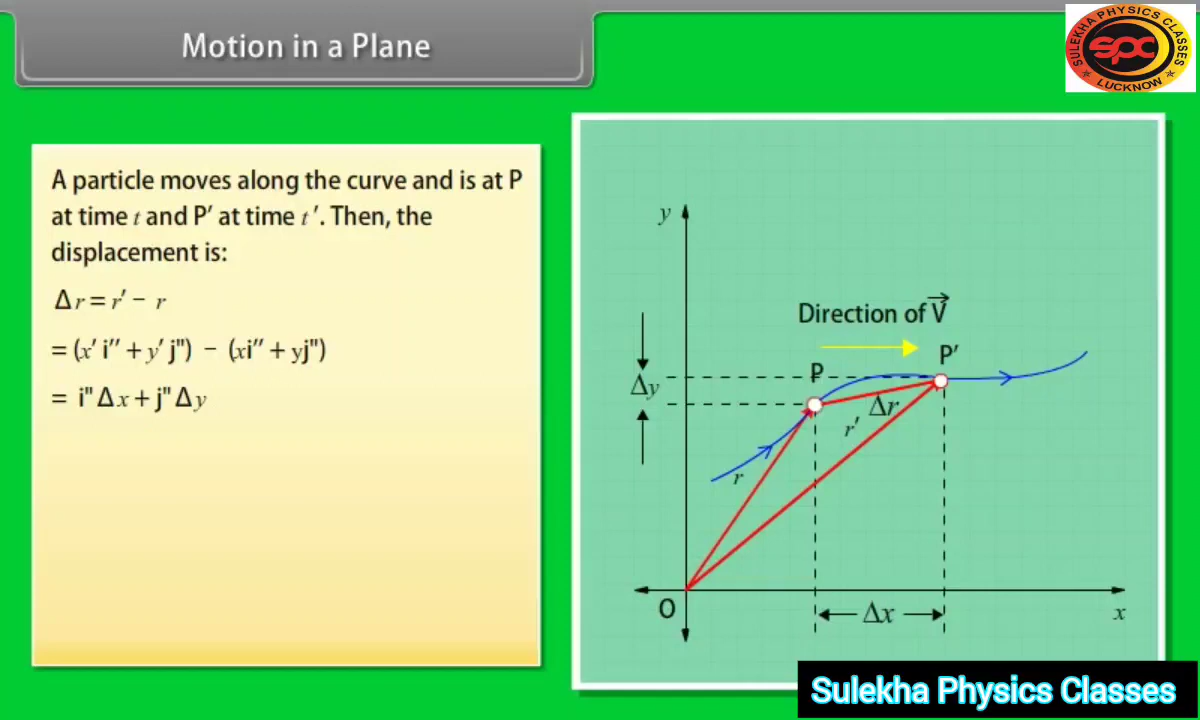 Motion in a Plane
SULEKHA PHYSICS CLASSES
spc
LUCKNOW
A particle moves along the curve and is at P
at time t and P′ at time t′. Then, the
displacement is:
Δr = r′ − r
= (x′ i″ + y′ j") − (xi″ + yj")
= i" Δx + j" Δy
y
Direction of V⃗
P
P′
Δy
Δr
r′
r
O
Δx
x
Sulekha Physics Classes